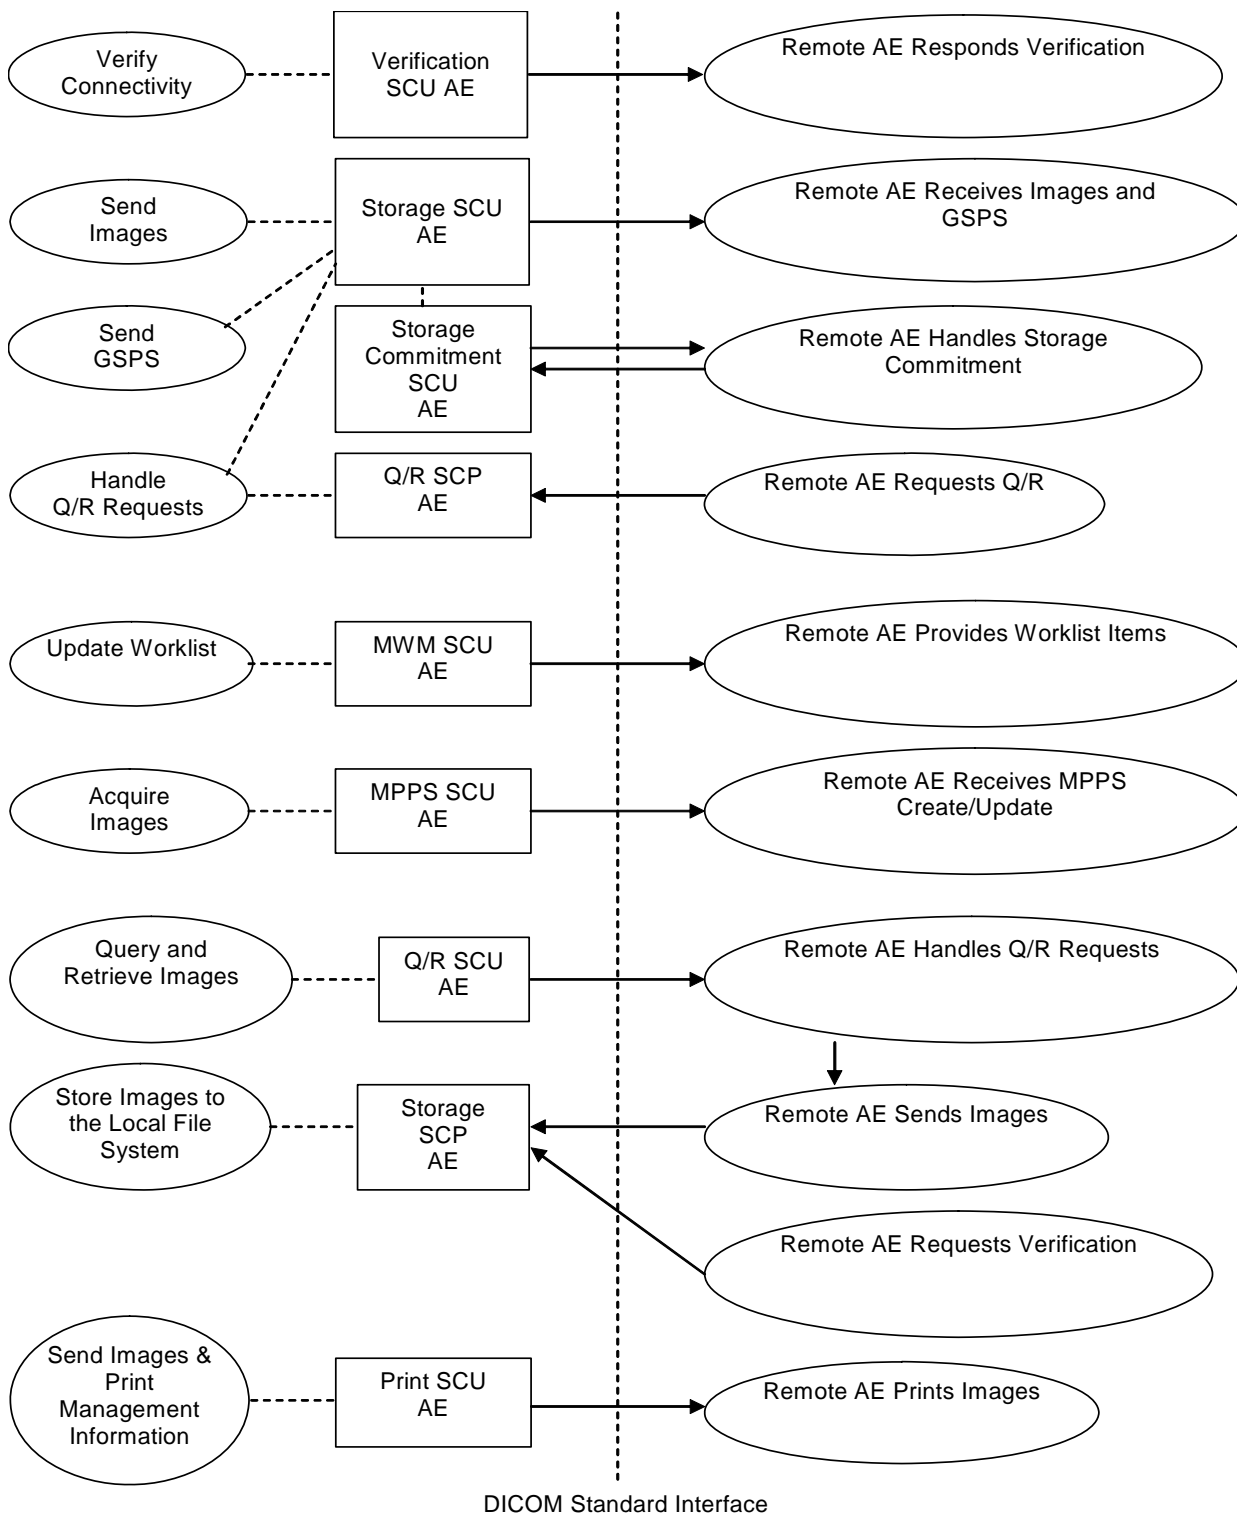 Verify
Connectivity
Verification
SCU AE
Remote AE Responds Verification
Send
Images
Storage SCU
AE
Remote AE Receives Images and
GSPS
Send
GSPS
Storage
Commitment
SCU
AE
Remote AE Handles Storage
Commitment
Handle
Q/R Requests
Q/R SCP
AE
Remote AE Requests Q/R
Update Worklist
MWM SCU
AE
Remote AE Provides Worklist Items
Acquire
Images
MPPS SCU
AE
Remote AE Receives MPPS
Create/Update
Query and
Retrieve Images
Q/R SCU
AE
Remote AE Handles Q/R Requests
Store Images to
the Local File
System
Storage
SCP
AE
Remote AE Sends Images
Remote AE Requests Verification
Send Images &
Print
Management
Information
Print SCU
AE
Remote AE Prints Images
DICOM Standard Interface